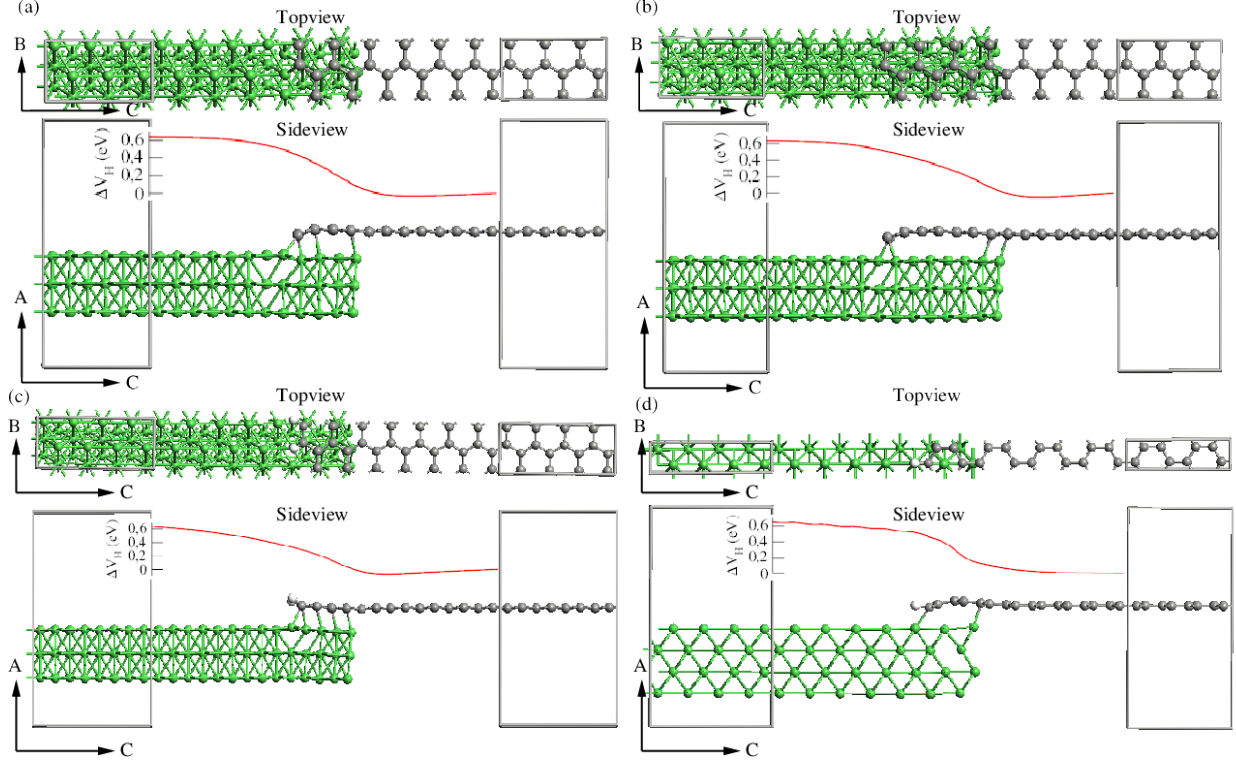 (a)
Topview
B
C
Sideview
0,6
0,4
0,2
0
ΔV_H (eV)
A
C
(b)
Topview
B
C
Sideview
0,6
0,4
0,2
0
ΔV_H (eV)
A
C
(c)
Topview
B
C
Sideview
0,6
0,4
0,2
0
ΔV_H (eV)
A
C
(d)
Topview
B
C
Sideview
0,6
0,4
0,2
0
ΔV_H (eV)
A
C